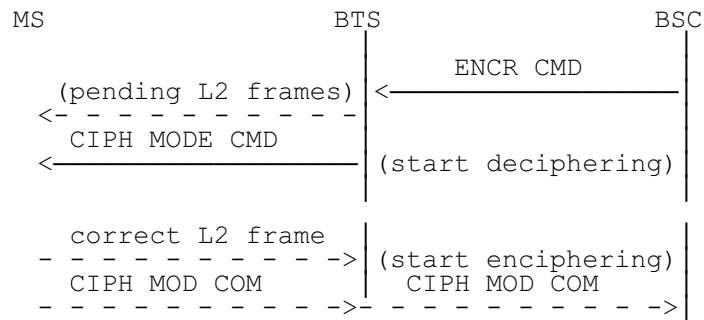 MS BTS BSC
ENCR CMD
(pending L2 frames)
CIPH MODE CMD
(start deciphering)
correct L2 frame
(start enciphering)
CIPH MOD COM CIPH MOD COM